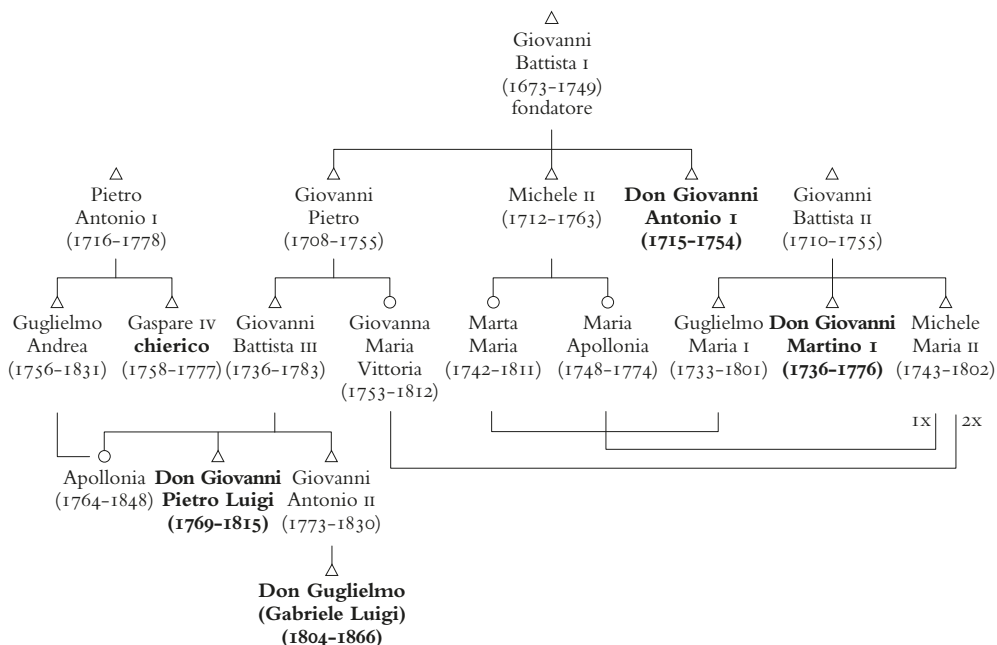 Giovanni
Battista I
(1673-1749)
fondatore
Pietro
Antonio I
(1716-1778)
Giovanni
Pietro
(1708-1755)
Michele II
(1712-1763)
Don Giovanni
Antonio I
(1715-1754)
Giovanni
Battista II
(1710-1755)
Guglielmo
Andrea
(1756-1831)
Gaspare IV
chierico
(1758-1777)
Giovanni
Battista III
(1736-1783)
Giovanna
Maria
Vittoria
(1753-1812)
Marta
Maria
(1742-1811)
Maria
Apollonia
(1748-1774)
Guglielmo
Maria I
(1733-1801)
Don Giovanni
Martino I
(1736-1776)
Michele
Maria II
(1743-1802)
1x
2x
Apollonia
(1764-1848)
Don Giovanni
Pietro Luigi
(1769-1815)
Giovanni
Antonio II
(1773-1830)
Don Guglielmo
(Gabriele Luigi)
(1804-1866)